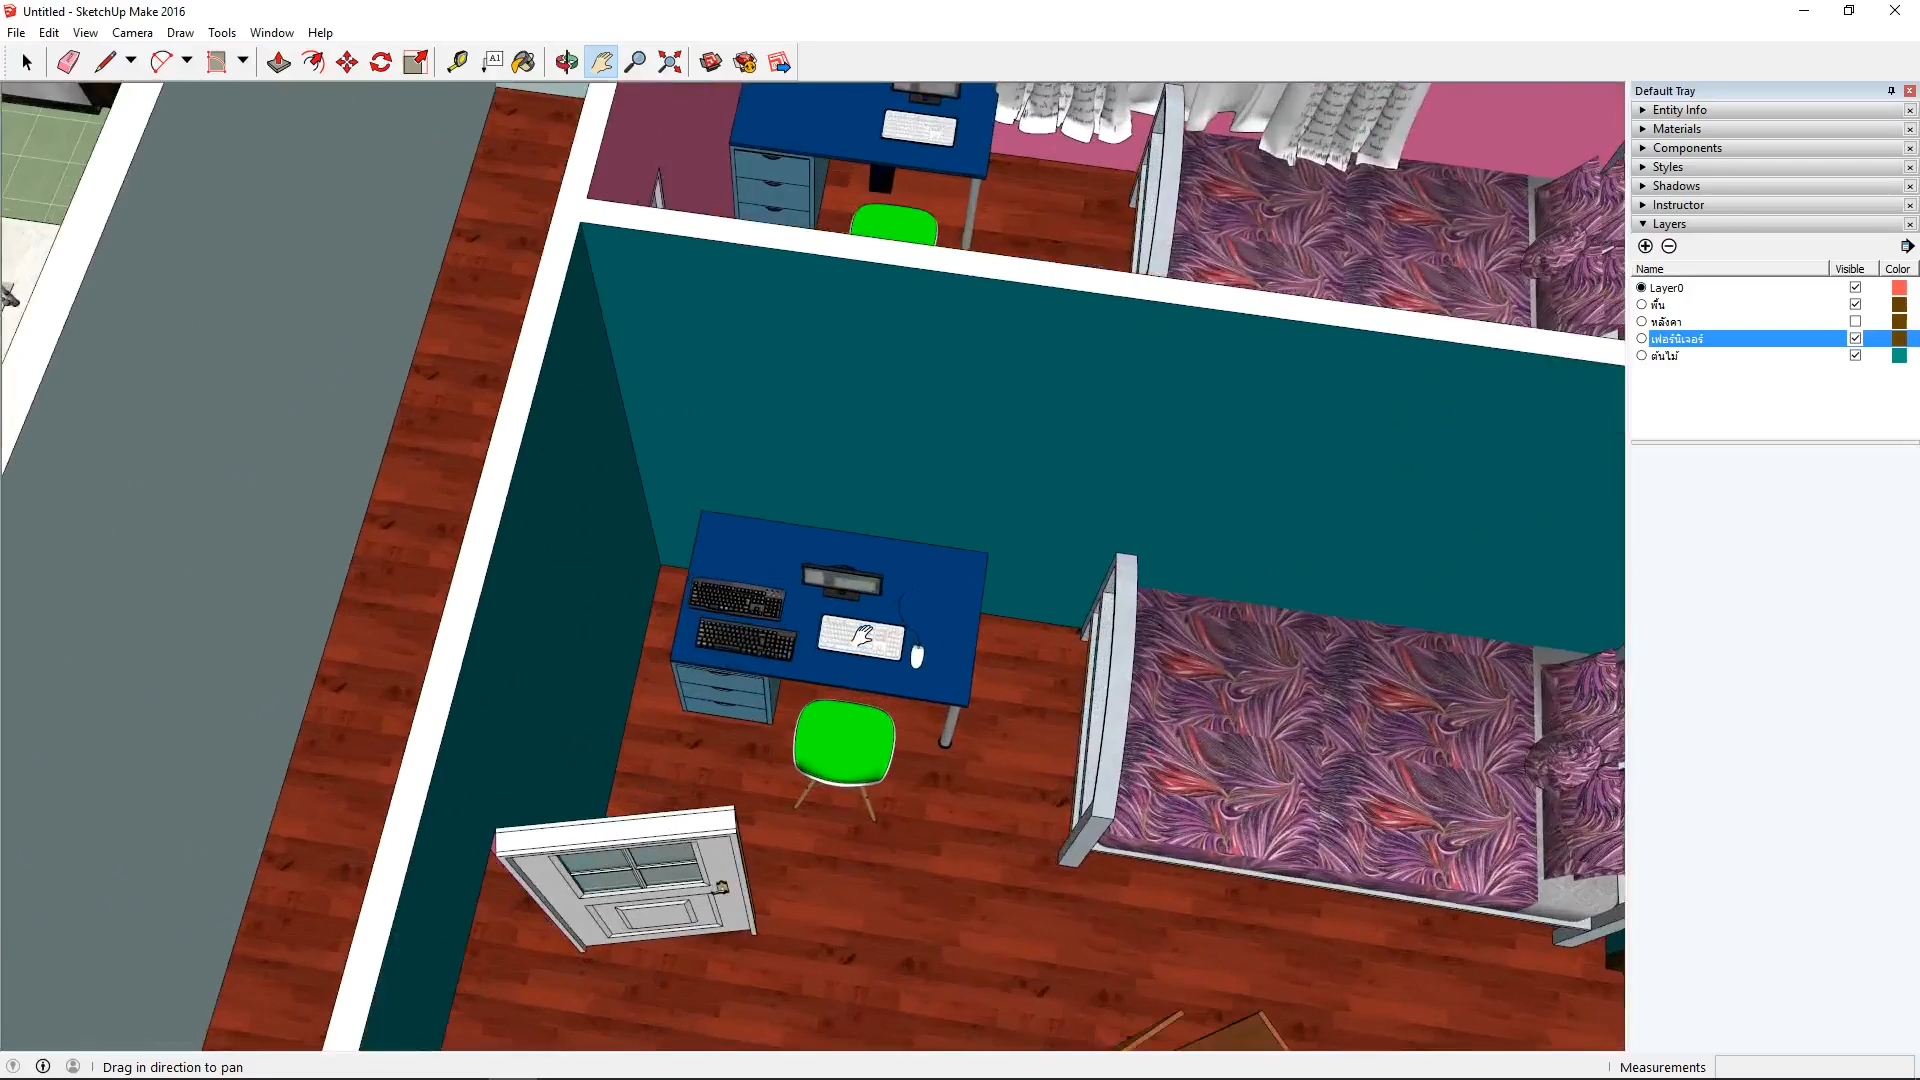 Untitled - SketchUp Make 2016
File Edit View Camera Draw Tools Window Help
A1
Default Tray
Entity Info
Materials
Components
Styles
Shadows
Instructor
Layers
Name Visible Color
Layer0
พื้น
หลังคา
เฟอร์นิเจอร์
ต้นไม้
Drag in direction to pan
Measurements